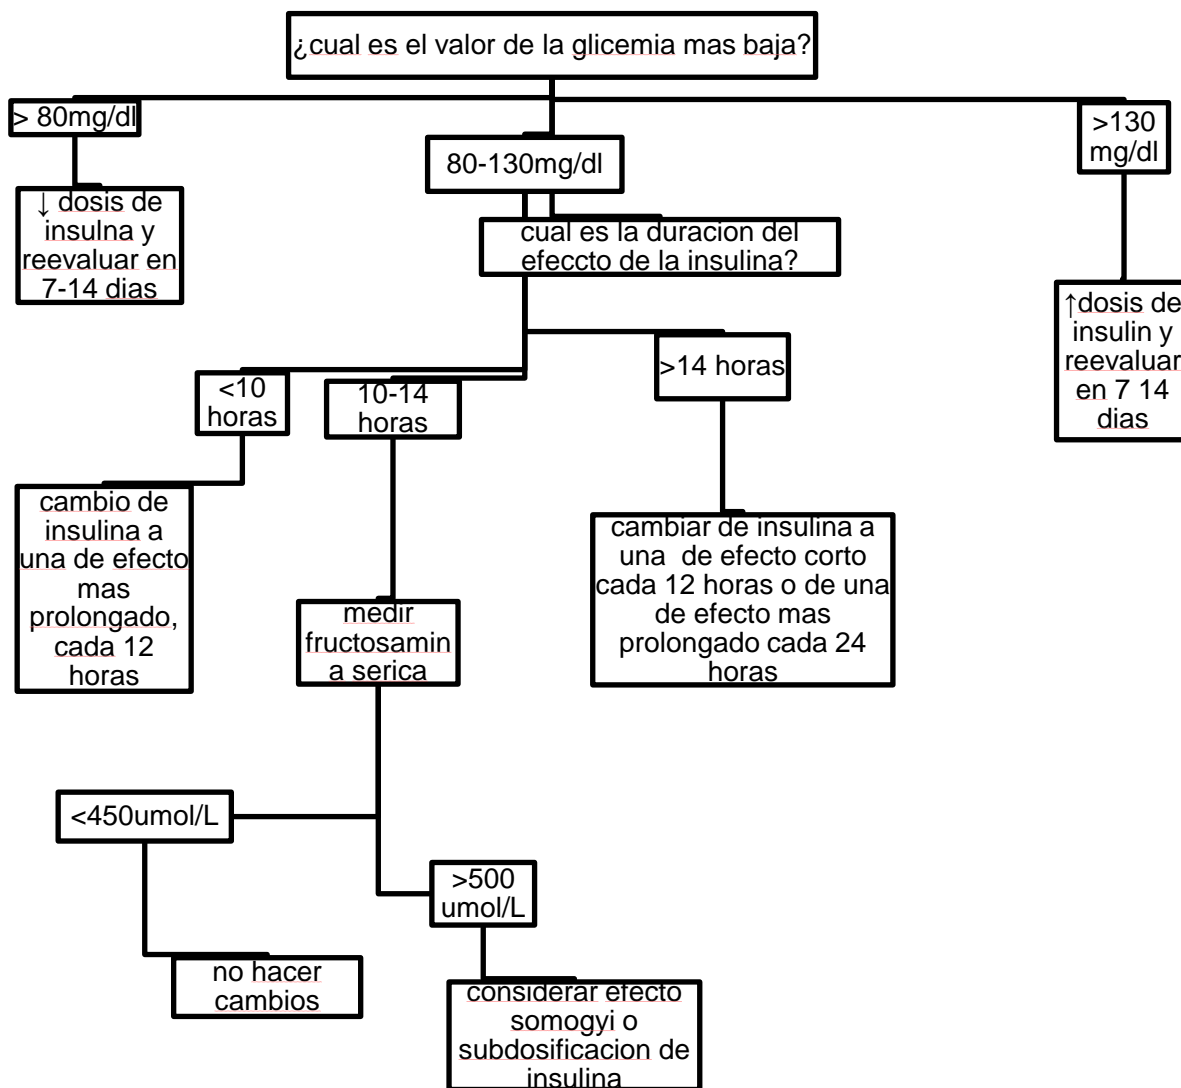 ¿cual es el valor de la glicemia mas baja?
> 80mg/dl
80-130mg/dl
>130
mg/dl
↓ dosis de
insulna y
reevaluar en
7-14 dias
cual es la duracion del
efeccto de la insulina?
↑dosis de
insulin y
reevaluar
en 7 14
dias
<10
horas
10-14
horas
>14 horas
cambio de
insulina a
una de efecto
mas
prolongado,
cada 12
horas
medir
fructosamin
a serica
cambiar de insulina a
una de efecto corto
cada 12 horas o de una
de efecto mas
prolongado cada 24
horas
<450umol/L
>500
umol/L
no hacer
cambios
considerar efecto
somogyi o
subdosificacion de
insulina